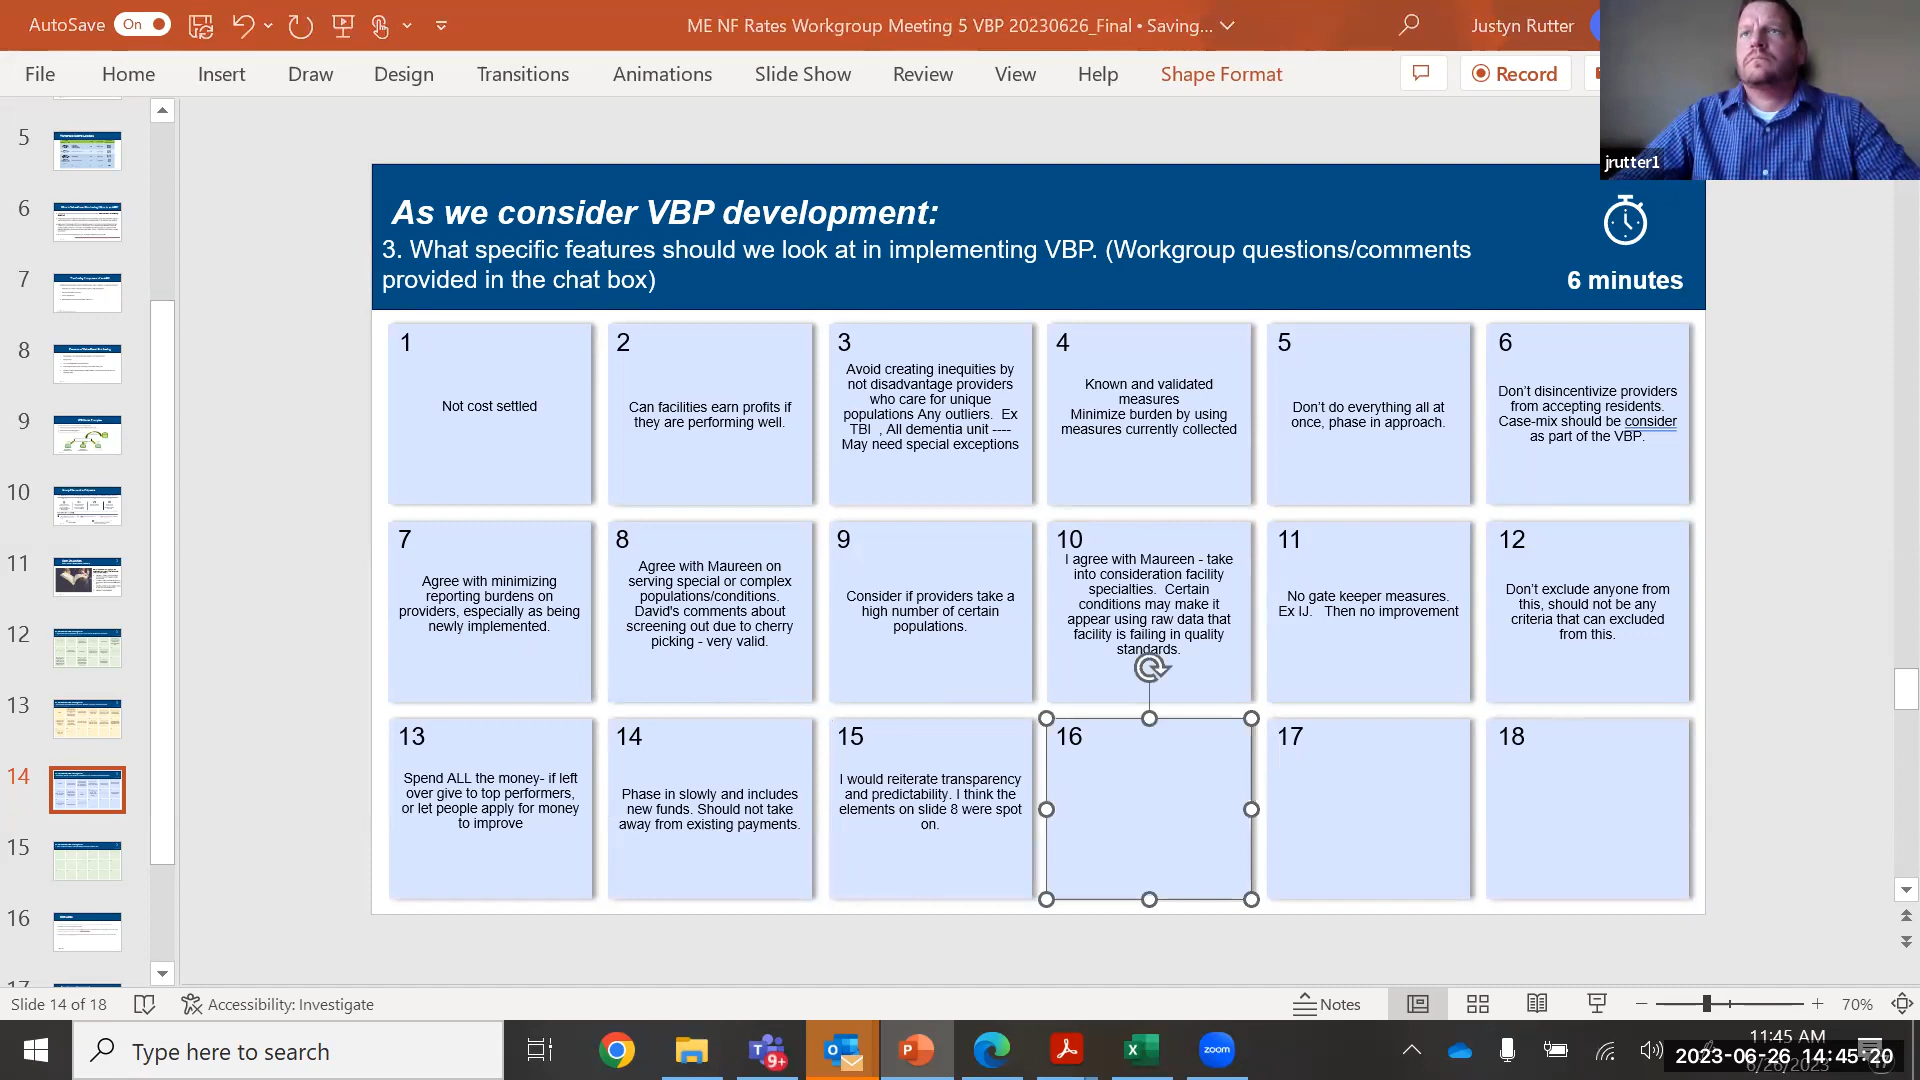 AutoSave On
ME NF Rates Workgroup Meeting 5 VBP 20230626_Final • Saving...
Justyn Rutter
File Home Insert Draw Design Transitions Animations Slide Show Review View Help Shape Format
Record
jrutter1
5
6
7
8
9
10
11
12
13
14
15
16
As we consider VBP development:
3. What specific features should we look at in implementing VBP. (Workgroup questions/comments
provided in the chat box)
6 minutes
1
Not cost settled
2
Can facilities earn profits if
they are performing well.
3
Avoid creating inequities by
not disadvantage providers
who care for unique
populations Any outliers. Ex
TBI , All dementia unit ----
May need special exceptions
4
Known and validated
measures
Minimize burden by using
measures currently collected
5
Don't do everything all at
once, phase in approach.
6
Don't disincentivize providers
from accepting residents.
Case-mix should be consider
as part of the VBP.
7
Agree with minimizing
reporting burdens on
providers, especially as being
newly implemented.
8
Agree with Maureen on
serving special or complex
populations/conditions.
David's comments about
screening out due to cherry
picking - very valid.
9
Consider if providers take a
high number of certain
populations.
10
I agree with Maureen - take
into consideration facility
specialties. Certain
conditions may make it
appear using raw data that
facility is failing in quality
standards.
11
No gate keeper measures.
Ex IJ. Then no improvement
12
Don't exclude anyone from
this, should not be any
criteria that can excluded
from this.
13
Spend ALL the money- if left
over give to top performers,
or let people apply for money
to improve
14
Phase in slowly and includes
new funds. Should not take
away from existing payments.
15
I would reiterate transparency
and predictability. I think the
elements on slide 8 were spot
on.
16
17
18
Slide 14 of 18
Accessibility: Investigate
Notes
70%
Type here to search
9+
zoom
11:45 AM
2023-06-26 14:45:20